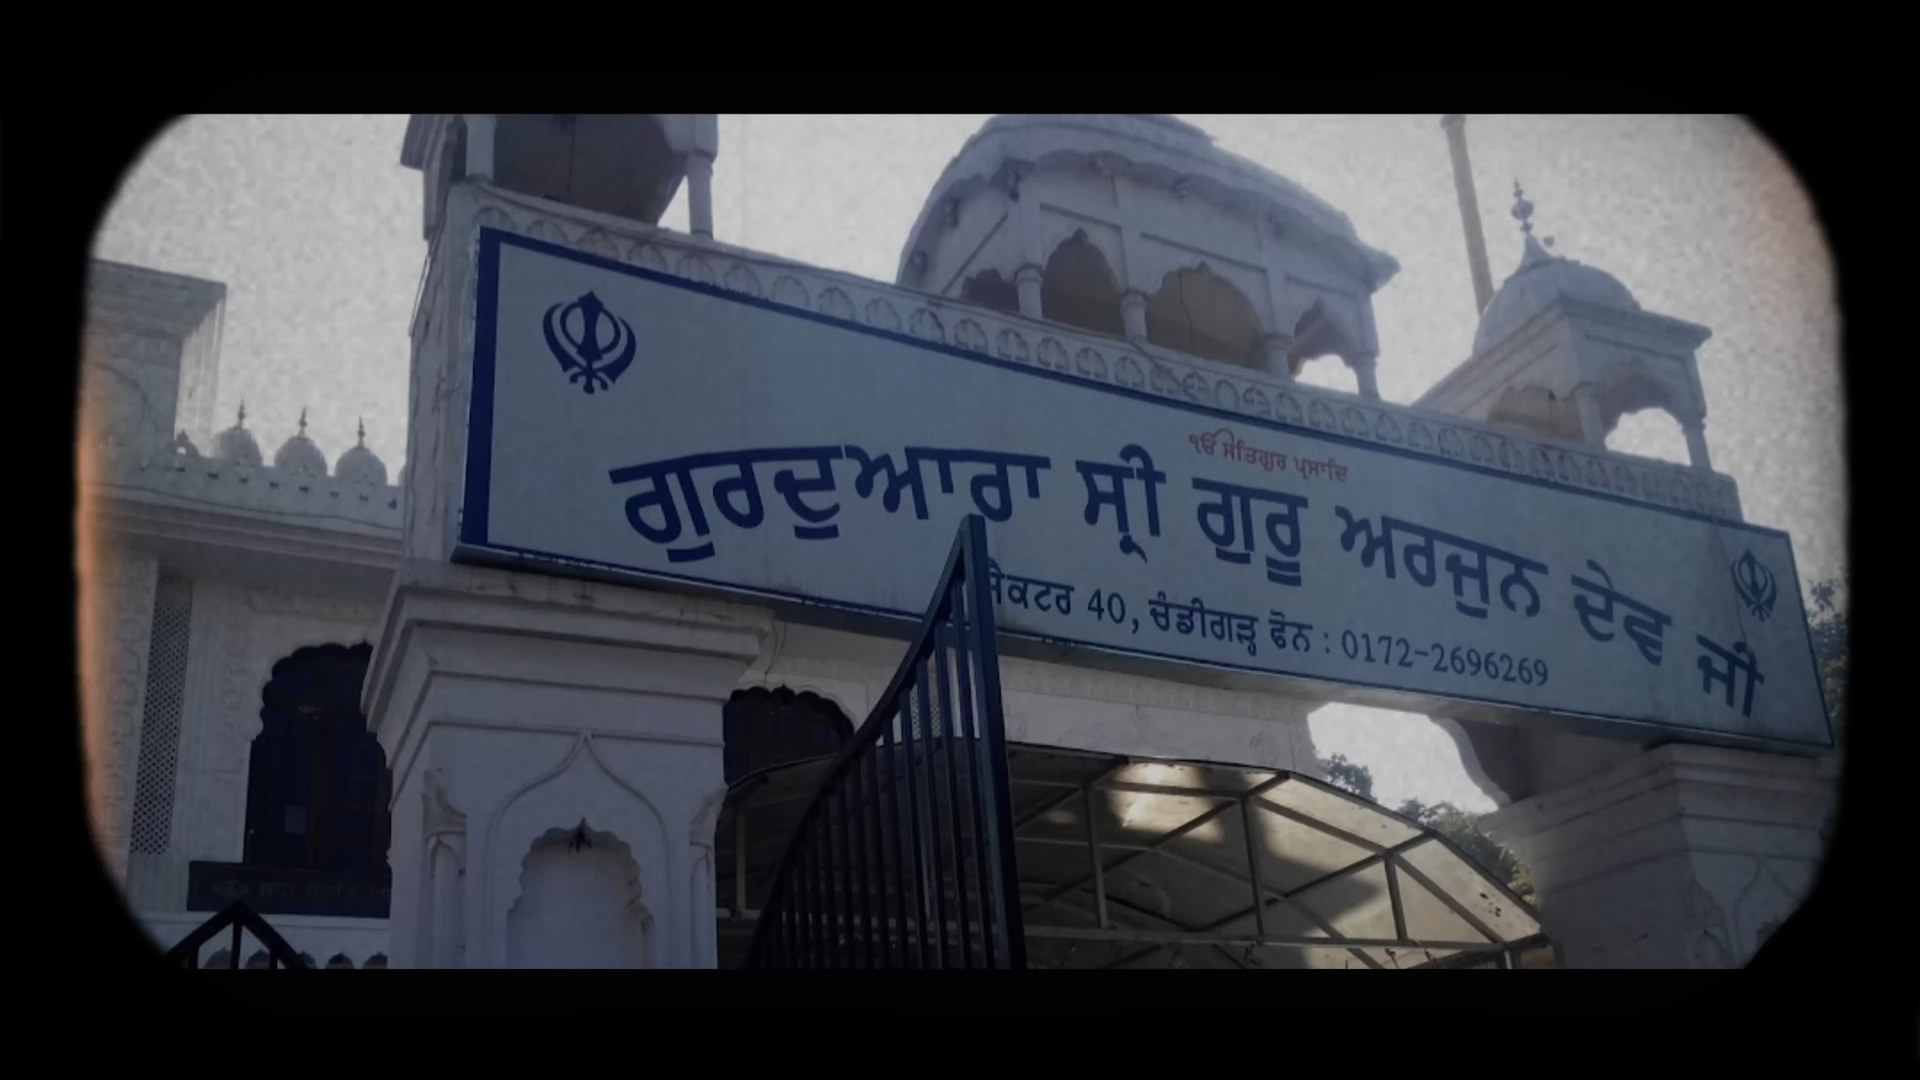 ੴ ਸਤਿਗੁਰ ਪ੍ਰਸਾਦਿ
ਗੁਰਦੁਆਰਾ ਸ੍ਰੀ ਗੁਰੂ ਅਰਜੁਨ ਦੇਵ ਜੀ
ਸੈਕਟਰ 40, ਚੰਡੀਗੜ੍ਹ ਫੋਨ : 0172-2696269